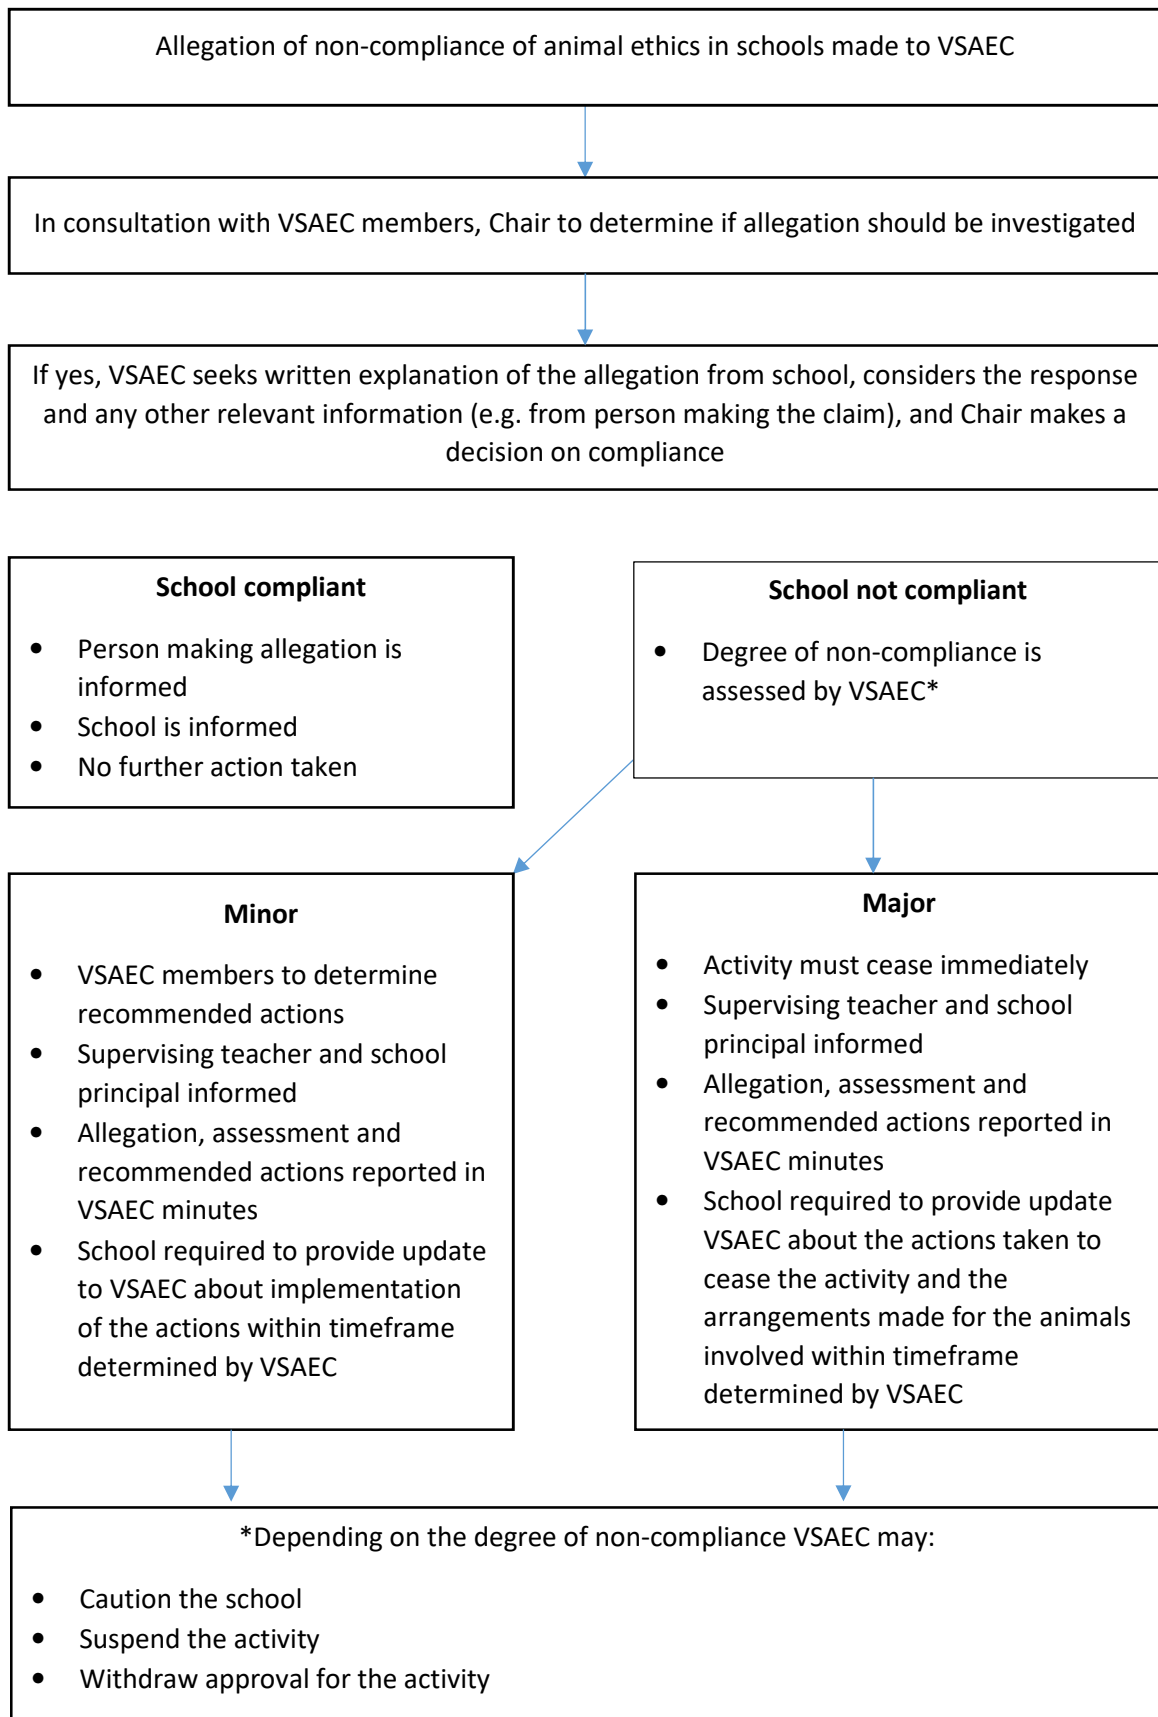 Allegation of non-compliance of animal ethics in schools made to VSAEC
In consultation with VSAEC members, Chair to determine if allegation should be investigated
If yes, VSAEC seeks written explanation of the allegation from school, considers the response
and any other relevant information (e.g. from person making the claim), and Chair makes a
decision on compliance
School compliant
• Person making allegation is
informed
• School is informed
• No further action taken
School not compliant
• Degree of non-compliance is
assessed by VSAEC*
Minor
• VSAEC members to determine
recommended actions
• Supervising teacher and school
principal informed
• Allegation, assessment and
recommended actions reported in
VSAEC minutes
• School required to provide update
to VSAEC about implementation
of the actions within timeframe
determined by VSAEC
Major
• Activity must cease immediately
• Supervising teacher and school
principal informed
• Allegation, assessment and
recommended actions reported in
VSAEC minutes
• School required to provide update
VSAEC about the actions taken to
cease the activity and the
arrangements made for the animals
involved within timeframe
determined by VSAEC
*Depending on the degree of non-compliance VSAEC may:
• Caution the school
• Suspend the activity
• Withdraw approval for the activity